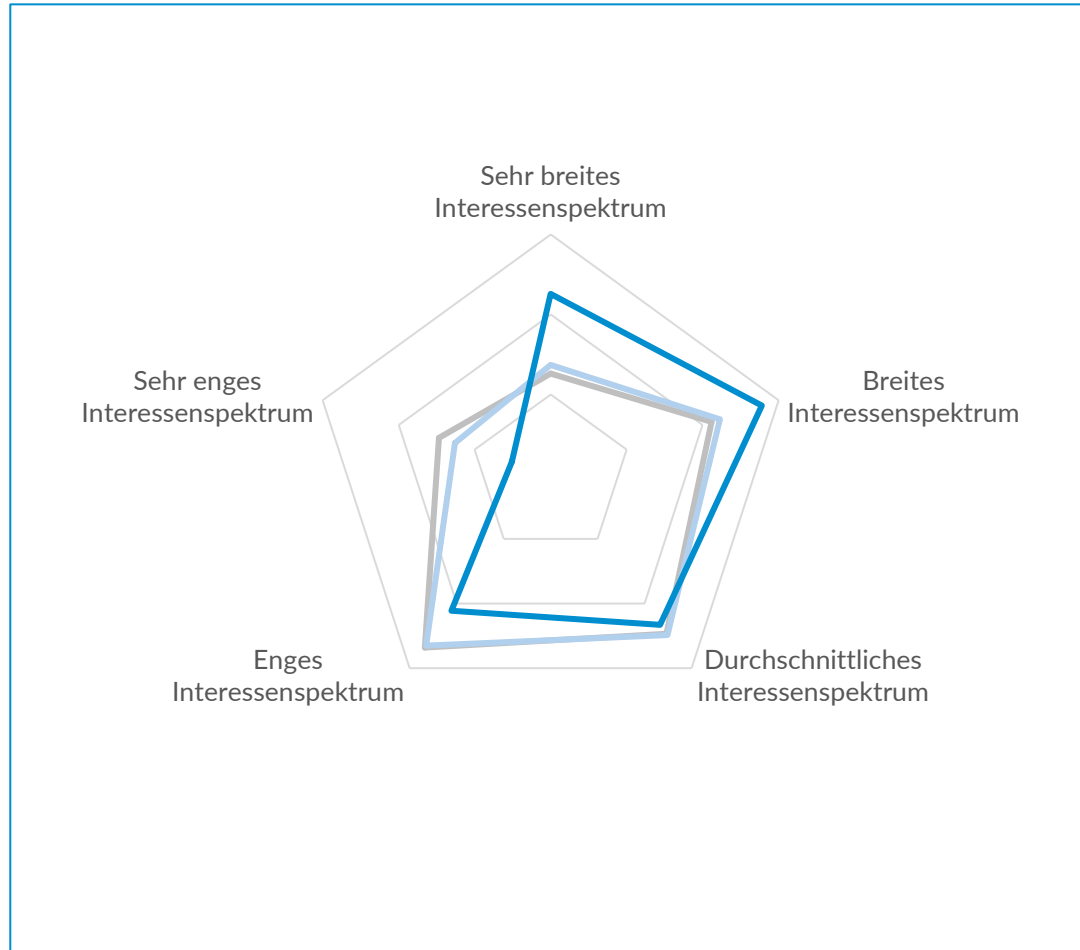 Sehr breites
Interessenspektrum
Breites
Interessenspektrum
Durchschnittliches
Interessenspektrum
Enges
Interessenspektrum
Sehr enges
Interessenspektrum